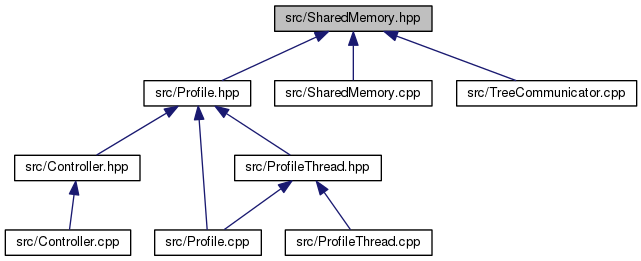 src/SharedMemory.hpp
src/Profile.hpp
src/SharedMemory.cpp
src/TreeCommunicator.cpp
src/Controller.hpp
src/ProfileThread.hpp
src/Controller.cpp
src/Profile.cpp
src/ProfileThread.cpp